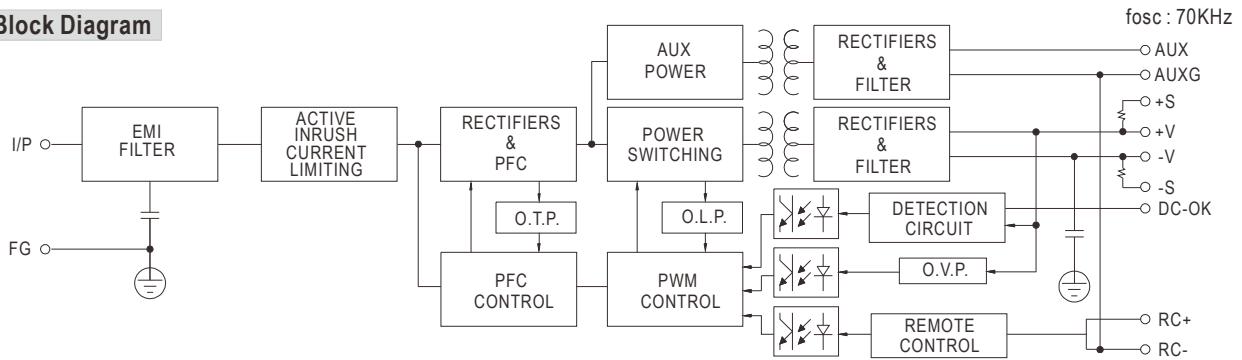 Block Diagram
fosc : 70KHz
AUX
POWER
RECTIFIERS
&
FILTER
AUX
AUXG
I/P
EMI
FILTER
ACTIVE
INRUSH
CURRENT
LIMITING
RECTIFIERS
&
PFC
POWER
SWITCHING
RECTIFIERS
&
FILTER
+S
+V
-V
-S
O.T.P.
O.L.P.
DETECTION
CIRCUIT
DC-OK
FG
PFC
CONTROL
PWM
CONTROL
O.V.P.
REMOTE
CONTROL
RC+
RC-